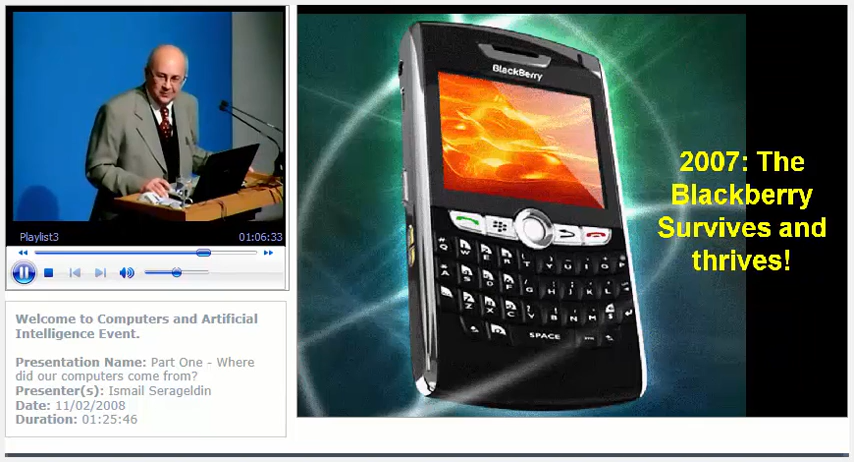 Playlist3 01:06:33
Welcome to Computers and Artificial
Intelligence Event.
Presentation Name: Part One - Where
did our computers come from?
Presenter(s): Ismail Serageldin
Date: 11/02/2008
Duration: 01:25:46
BlackBerry
2007: The
Blackberry
Survives and
thrives!
Q W E R T Y U I O P
A S D F G H J K L
Z X C V B N M
SPACE